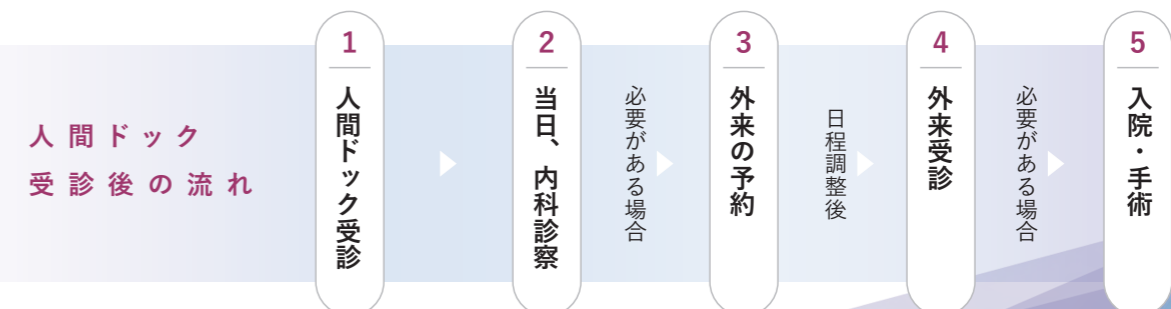 人間ドック
受診後の流れ
1
人間ドック受診
2
当日、内科診察
必要がある場合
3
外来の予約
日程調整後
4
外来受診
必要がある場合
5
入院・手術